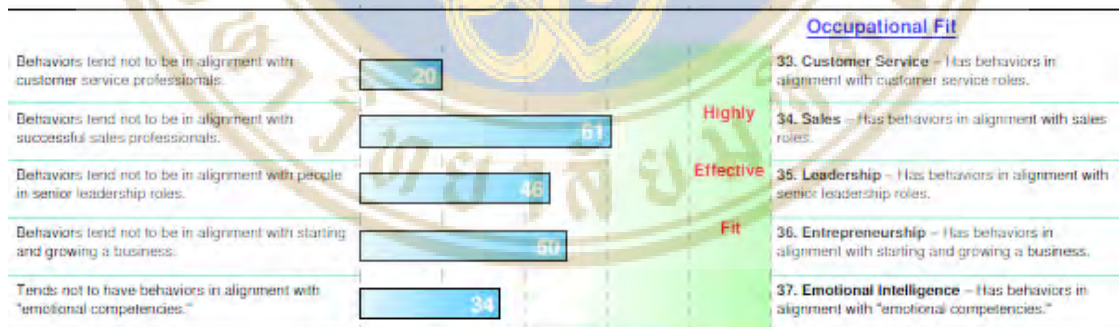 Occupational Fit
Behaviors tend not to be in alignment with
customer service professionals.
20
33. Customer Service – Has behaviors in
alignment with customer service roles.
Behaviors tend not to be in alignment with
successful sales professionals.
61
Highly
34. Sales – Has behaviors in alignment with sales
roles.
Behaviors tend not to be in alignment with people
in senior leadership roles.
46
Effective
35. Leadership – Has behaviors in alignment with
senior leadership roles.
Behaviors tend not to be in alignment with starting
and growing a business.
50
Fit
36. Entrepreneurship – Has behaviors in
alignment with starting and growing a business.
Tends not to have behaviors in alignment with
"emotional competencies."
34
37. Emotional Intelligence – Has behaviors in
alignment with "emotional competencies."